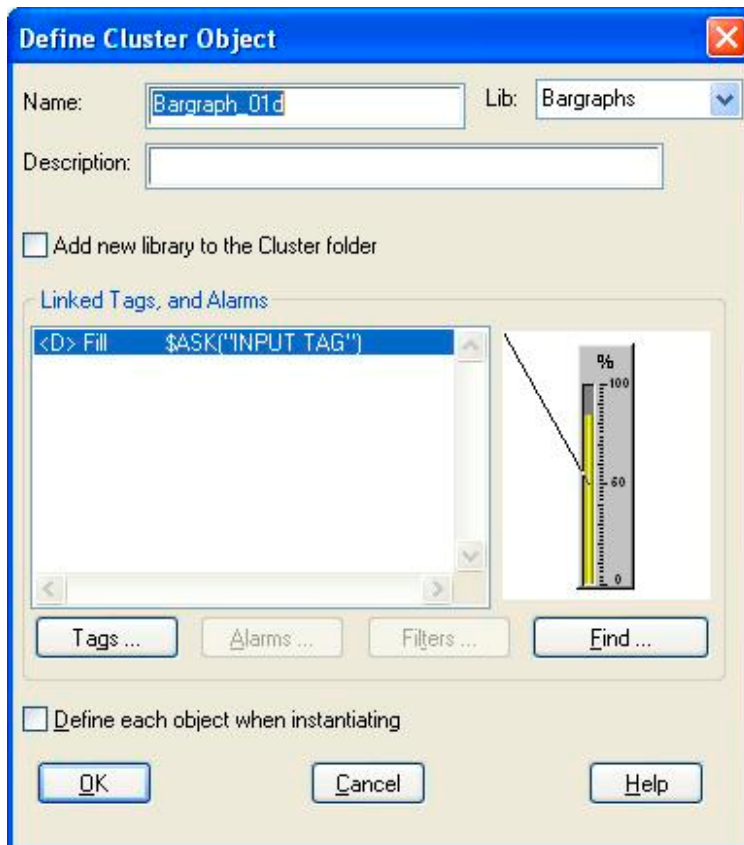 Define Cluster Object
Name: Bargraph_01d Lib: Bargraphs
Description:
Add new library to the Cluster folder
Linked Tags, and Alarms
<D> Fill $ASK("INPUT TAG")
%
100
50
0
Tags ... Alarms ... Filters ... Find ...
Define each object when instantiating
OK Cancel Help